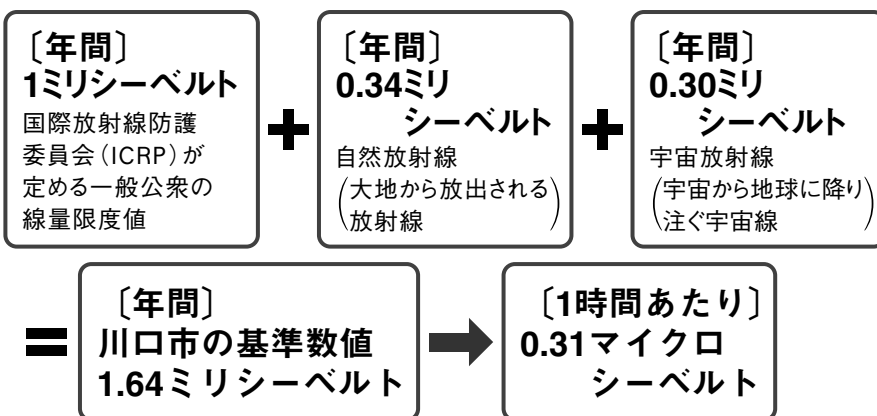 〔年間〕
1ミリシーベルト
国際放射線防護
委員会（ICRP）が
定める一般公衆の
線量限度値
+
〔年間〕
0.34ミリ
シーベルト
自然放射線
(大地から放出される
放射線)
+
〔年間〕
0.30ミリ
シーベルト
宇宙放射線
(宇宙から地球に降り
注ぐ宇宙線)
=
〔年間〕
川口市の基準数値
1.64ミリシーベルト
〔1時間あたり〕
0.31マイクロ
シーベルト